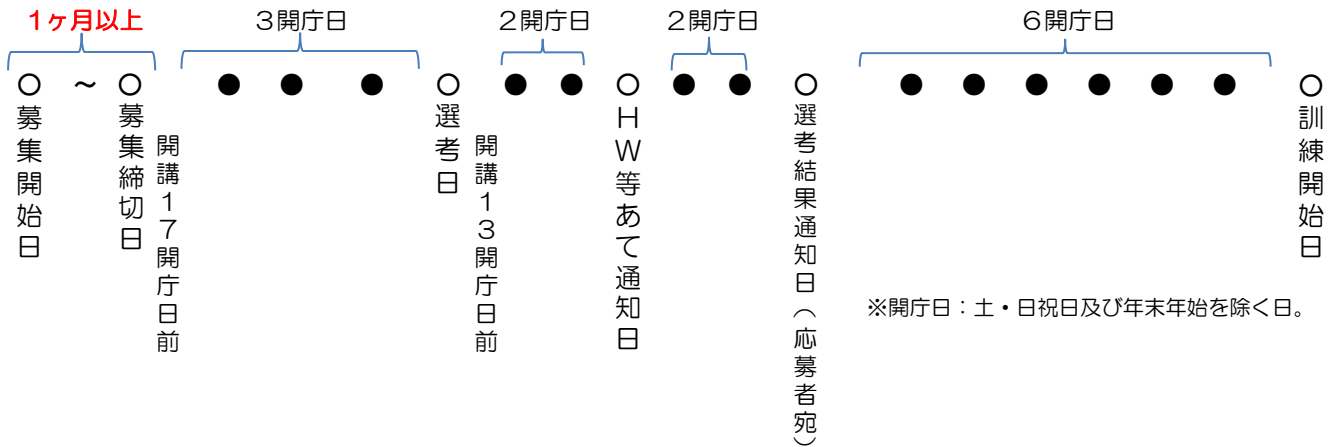 1ヶ月以上
3開庁日
2開庁日
2開庁日
6開庁日
○ ～ ○ ● ● ● ○ ● ● ○ ● ● ○ ● ● ● ● ● ● ○
募集開始日
募集締切日
開講17開庁日前
選考日
開講13開庁日前
HW等あて通知日
選考結果通知日（応募者宛）
訓練開始日
※開庁日：土・日祝日及び年末年始を除く日。